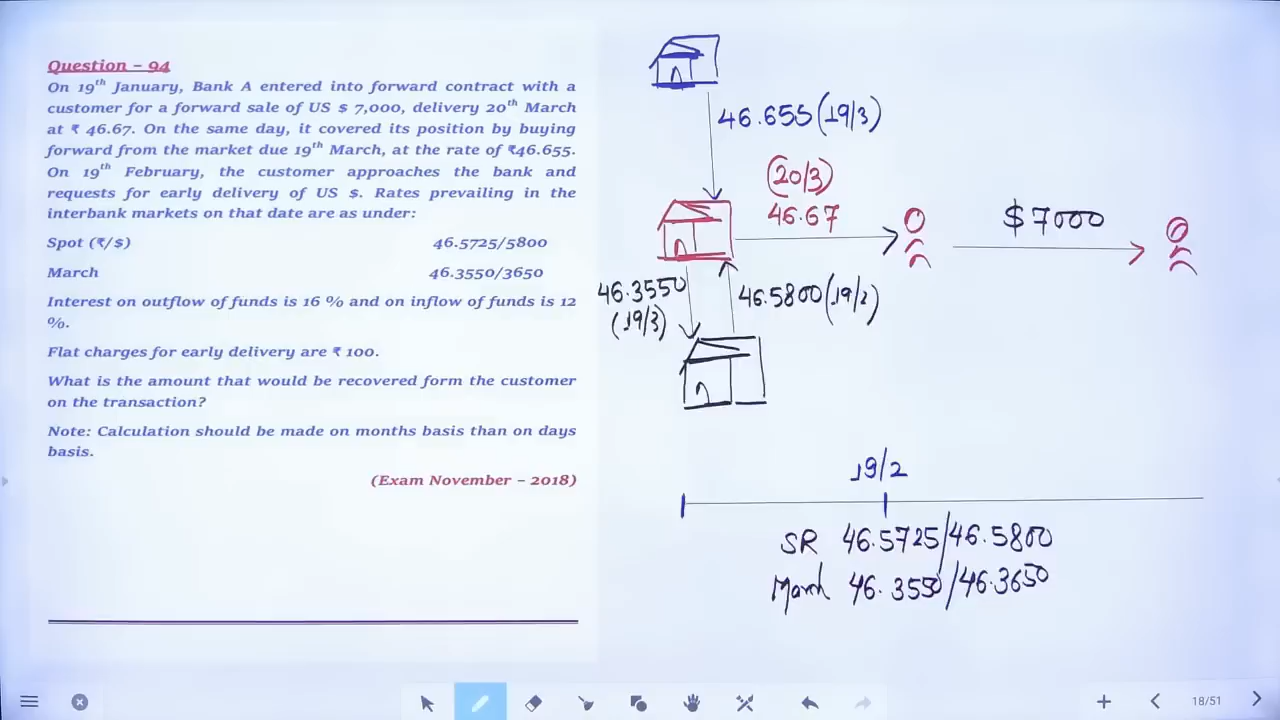 Question – 94
On 19th January, Bank A entered into forward contract with a
customer for a forward sale of US $ 7,000, delivery 20th March
at ₹ 46.67. On the same day, it covered its position by buying
forward from the market due 19th March, at the rate of ₹46.655.
On 19th February, the customer approaches the bank and
requests for early delivery of US $. Rates prevailing in the
interbank markets on that date are as under:
Spot (₹/$) 46.5725/5800
March 46.3550/3650
Interest on outflow of funds is 16 % and on inflow of funds is 12
%.
Flat charges for early delivery are ₹ 100.
What is the amount that would be recovered form the customer
on the transaction?
Note: Calculation should be made on months basis than on days
basis.
(Exam November – 2018)
46.655 (19/3)
(20/3)
46.67
$7000
46.3550
(19/3)
46.5800 (19/2)
19/2
SR 46.5725/46.5800
March 46.3550/46.3650
18/51